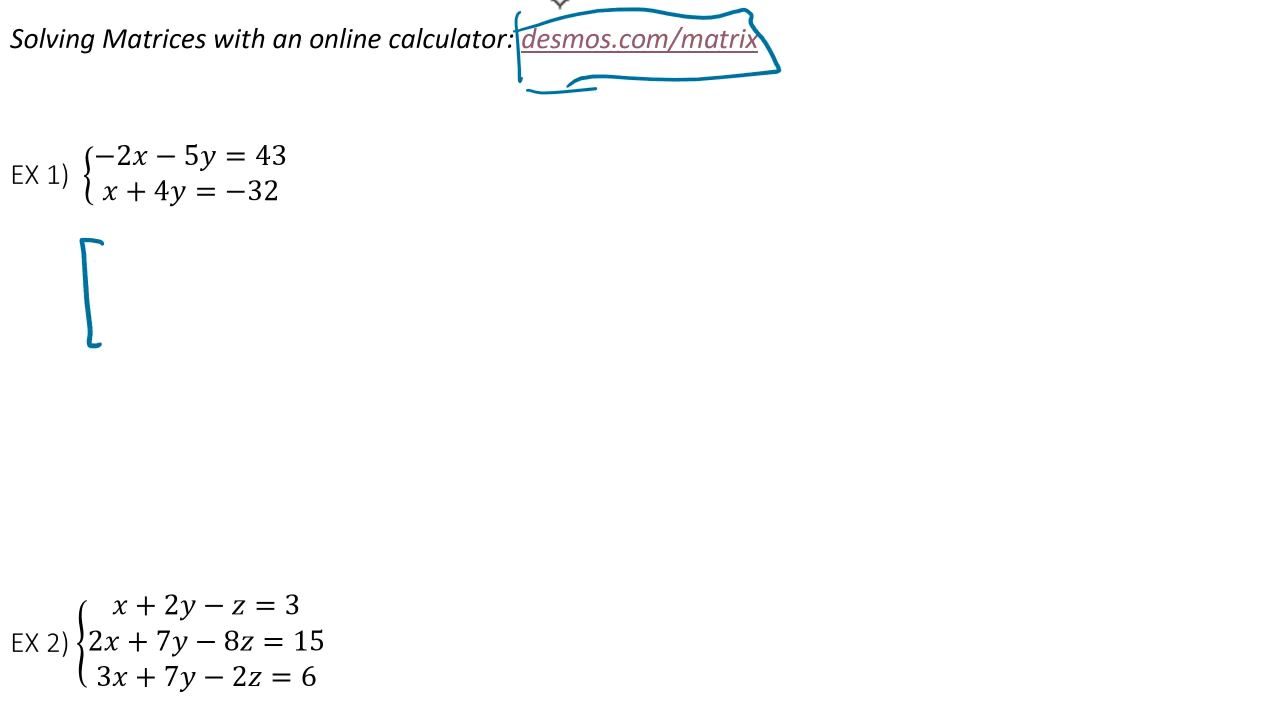 Solving Matrices with an online calculator: desmos.com/matrix
EX 1) {−2x − 5y = 43
x + 4y = −32
[
x + 2y − z = 3
EX 2) {2x + 7y − 8z = 15
3x + 7y − 2z = 6